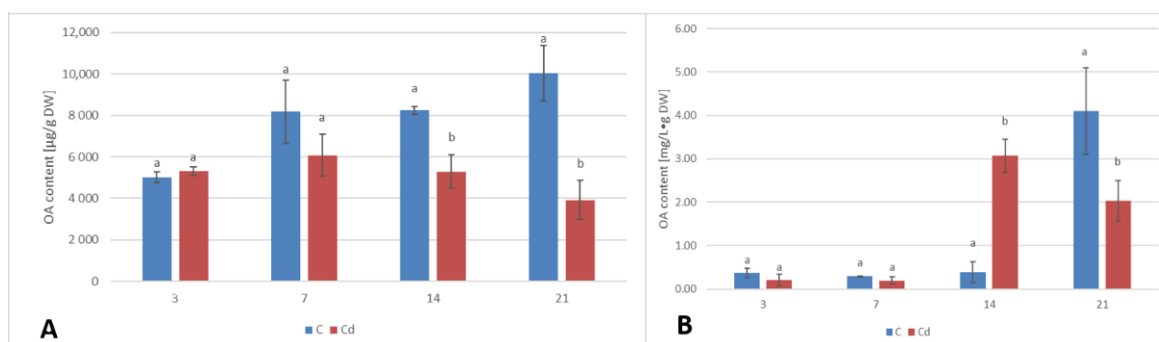 OA content [µg/g DW]
12,000
10,000
8 000
6 000
4 000
2 000
0
a a
a a
a b
a b
3 7 14 21
A
C Cd
OA content [mg/L•g DW]
6.00
5.00
4.00
3.00
2.00
1.00
0.00
a a
a a
a b
a b
3 7 14 21
B
C Cd